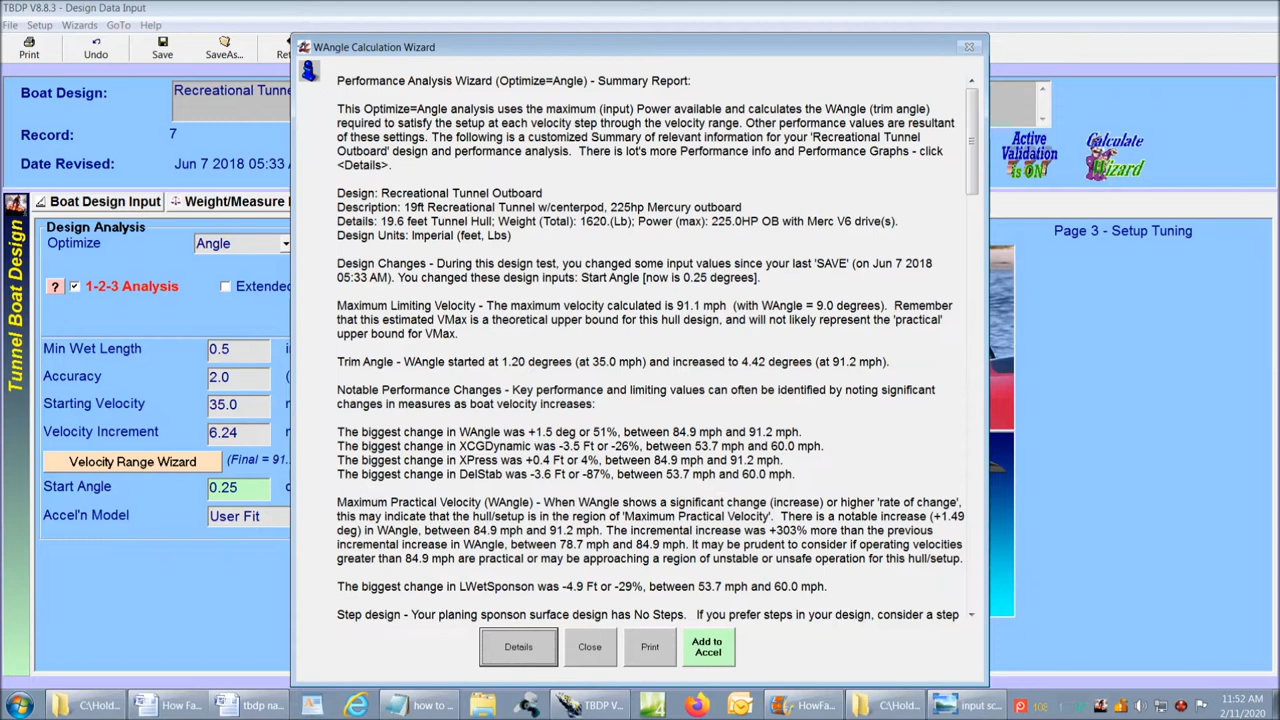 TBDP V8.8.3 - Design Data Input
File Setup Wizards GoTo Help
Print Undo Save SaveAs...
WAngle Calculation Wizard
Boat Design:
Recreational Tunne
Record: 7
Date Revised: Jun 7 2018 05:33
Active Validation is ON
Calculate Wizard
Boat Design Input Weight/Measure
Tunnel Boat Design
Design Analysis
Optimize Angle
? 1-2-3 Analysis Extended
Min Wet Length 0.5
Accuracy 2.0 (
Starting Velocity 35.0
Velocity Increment 6.24
Velocity Range Wizard (Final = 91.
Start Angle 0.25
Accel'n Model User Fit
Page 3 - Setup Tuning
Performance Analysis Wizard (Optimize=Angle) - Summary Report:
This Optimize=Angle analysis uses the maximum (input) Power available and calculates the WAngle (trim angle)
required to satisfy the setup at each velocity step through the velocity range. Other performance values are resultant
of these settings. The following is a customized Summary of relevant information for your 'Recreational Tunnel
Outboard' design and performance analysis. There is lot's more Performance info and Performance Graphs - click
<Details>.
Design: Recreational Tunnel Outboard
Description: 19ft Recreational Tunnel w/centerpod, 225hp Mercury outboard
Details: 19.6 feet Tunnel Hull; Weight (Total): 1620.(Lb); Power (max): 225.0HP OB with Merc V6 drive(s).
Design Units: Imperial (feet, Lbs)
Design Changes - During this design test, you changed some input values since your last 'SAVE' (on Jun 7 2018
05:33 AM). You changed these design inputs: Start Angle [now is 0.25 degrees].
Maximum Limiting Velocity - The maximum velocity calculated is 91.1 mph (with WAngle = 9.0 degrees). Remember
that this estimated VMax is a theoretical upper bound for this hull design, and will not likely represent the 'practical'
upper bound for VMax.
Trim Angle - WAngle started at 1.20 degrees (at 35.0 mph) and increased to 4.42 degrees (at 91.2 mph).
Notable Performance Changes - Key performance and limiting values can often be identified by noting significant
changes in measures as boat velocity increases:
The biggest change in WAngle was +1.5 deg or 51%, between 84.9 mph and 91.2 mph.
The biggest change in XCGDynamic was -3.5 Ft or -26%, between 53.7 mph and 60.0 mph.
The biggest change in XPress was +0.4 Ft or 4%, between 84.9 mph and 91.2 mph.
The biggest change in DelStab was -3.6 Ft or -87%, between 53.7 mph and 60.0 mph.
Maximum Practical Velocity (WAngle) - When WAngle shows a significant change (increase) or higher 'rate of change',
this may indicate that the hull/setup is in the region of 'Maximum Practical Velocity'. There is a notable increase (+1.49
deg) in WAngle, between 84.9 mph and 91.2 mph. The incremental increase was +303% more than the previous
incremental increase in WAngle, between 78.7 mph and 84.9 mph. It may be prudent to consider if operating velocities
greater than 84.9 mph are practical or may be approaching a region of unstable or unsafe operation for this hull/setup.
The biggest change in LWetSponson was -4.9 Ft or -29%, between 53.7 mph and 60.0 mph.
Step design - Your planing sponson surface design has No Steps. If you prefer steps in your design, consider a step
Details Close Print Add to Accel
C:\Hold... How Fa... tbdp na... how to ... TBDP V... HowFa... C:\Hold... input sc... 108
11:52 AM
2/11/2020